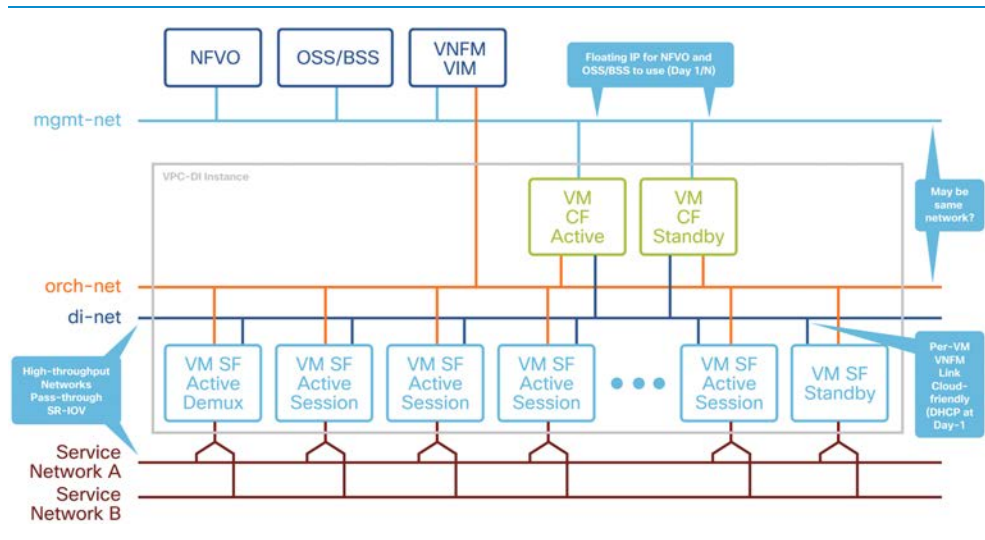 NFVO
OSS/BSS
VNFM
VIM
Floating IP for NFVO and
OSS/BSS to use (Day 1/N)
mgmt-net
VPC-DI Instance
VM
CF
Active
VM
CF
Standby
May be
same
network?
orch-net
di-net
High-throughput
Networks
Pass-through
SR-IOV
VM SF
Active
Demux
VM SF
Active
Session
VM SF
Active
Session
VM SF
Active
Session
VM SF
Active
Session
VM SF
Standby
Per-VM
VNFM
Link
Cloud-
friendly
(DHCP at
Day-1
Service
Network A
Service
Network B